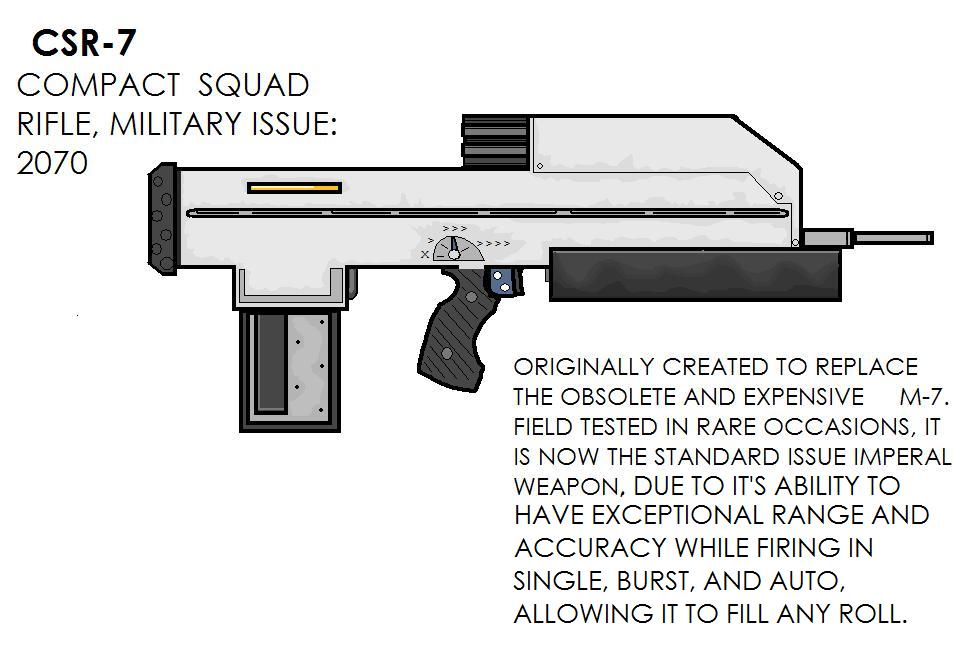 CSR-7
COMPACT SQUAD
RIFLE, MILITARY ISSUE:
2070
> > >
>
> > > >
X
ORIGINALLY CREATED TO REPLACE
THE OBSOLETE AND EXPENSIVE M-7.
FIELD TESTED IN RARE OCCASIONS, IT
IS NOW THE STANDARD ISSUE IMPERAL
WEAPON, DUE TO IT'S ABILITY TO
HAVE EXCEPTIONAL RANGE AND
ACCURACY WHILE FIRING IN
SINGLE, BURST, AND AUTO,
ALLOWING IT TO FILL ANY ROLL.